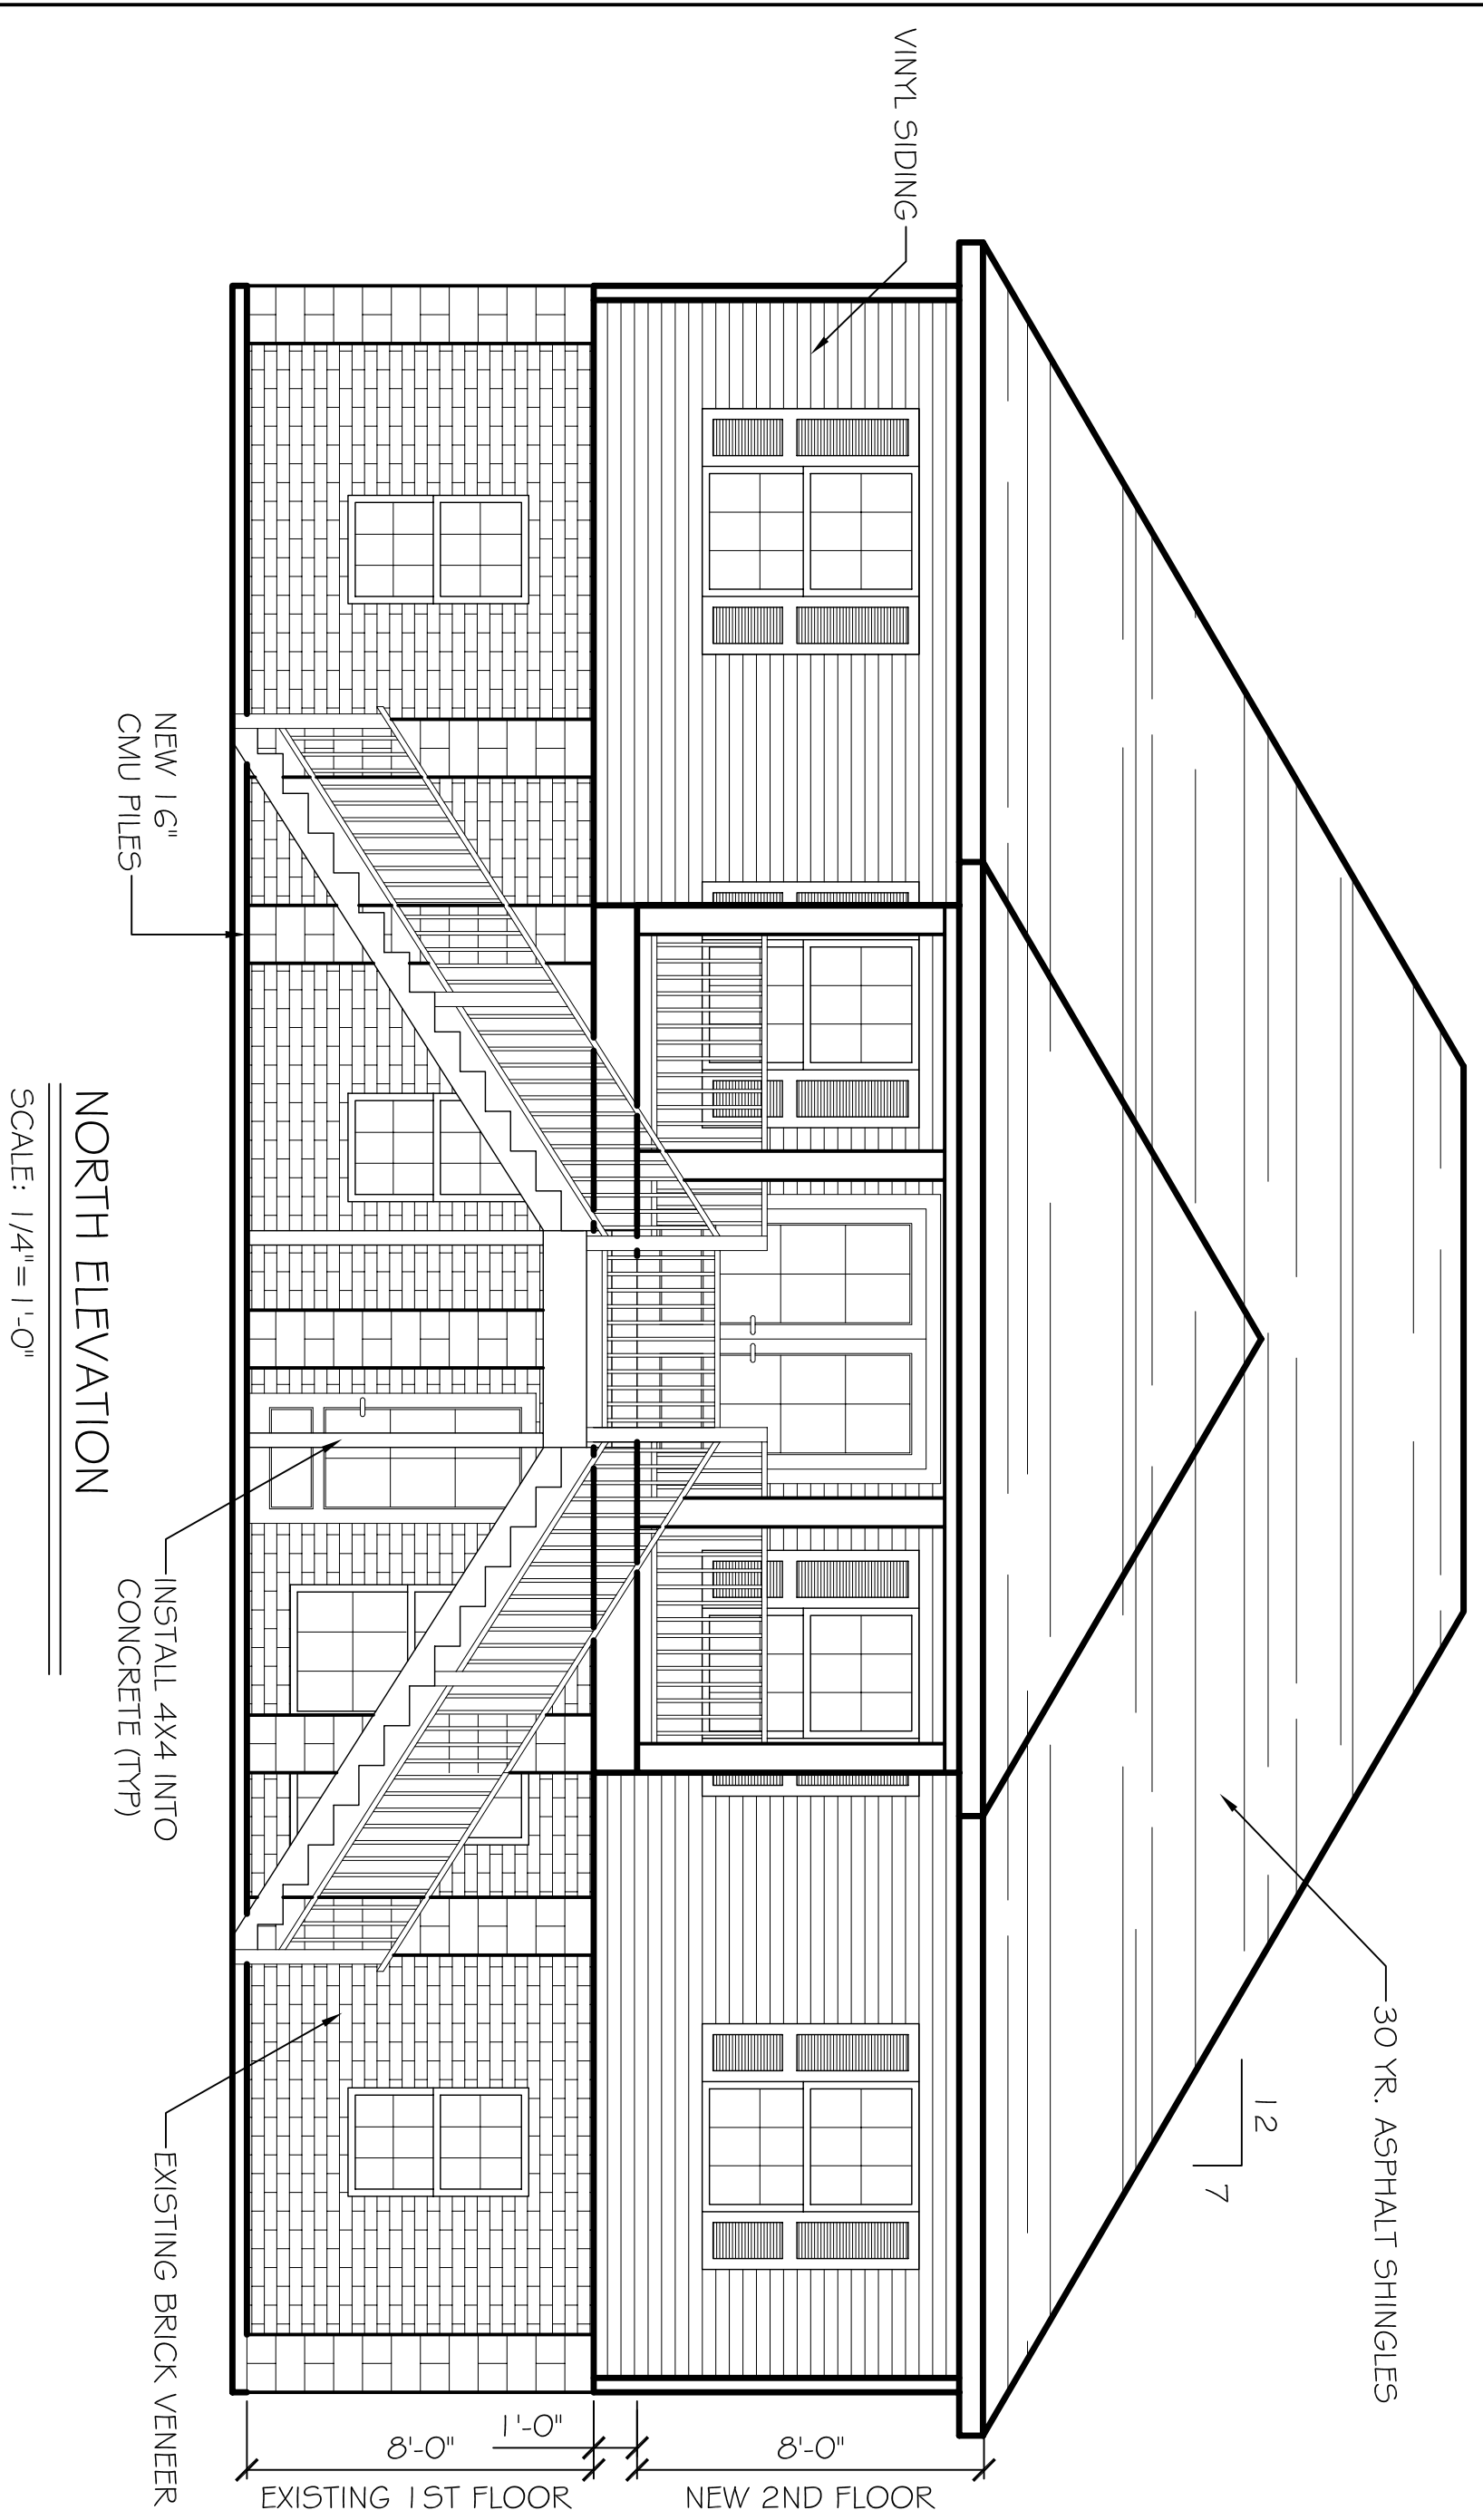 30 YR. ASPHALT SHINGLES
12
7
VINYL SIDING
8'-0"
NEW 2ND FLOOR
1'-0"
8'-0"
EXISTING 1ST FLOOR
NEW 16"
CMU PILES
INSTALL 4X4 INTO
CONCRETE (TYP)
EXISTING BRICK VENEER
NORTH ELEVATION
SCALE: 1/4"= 1'-0"